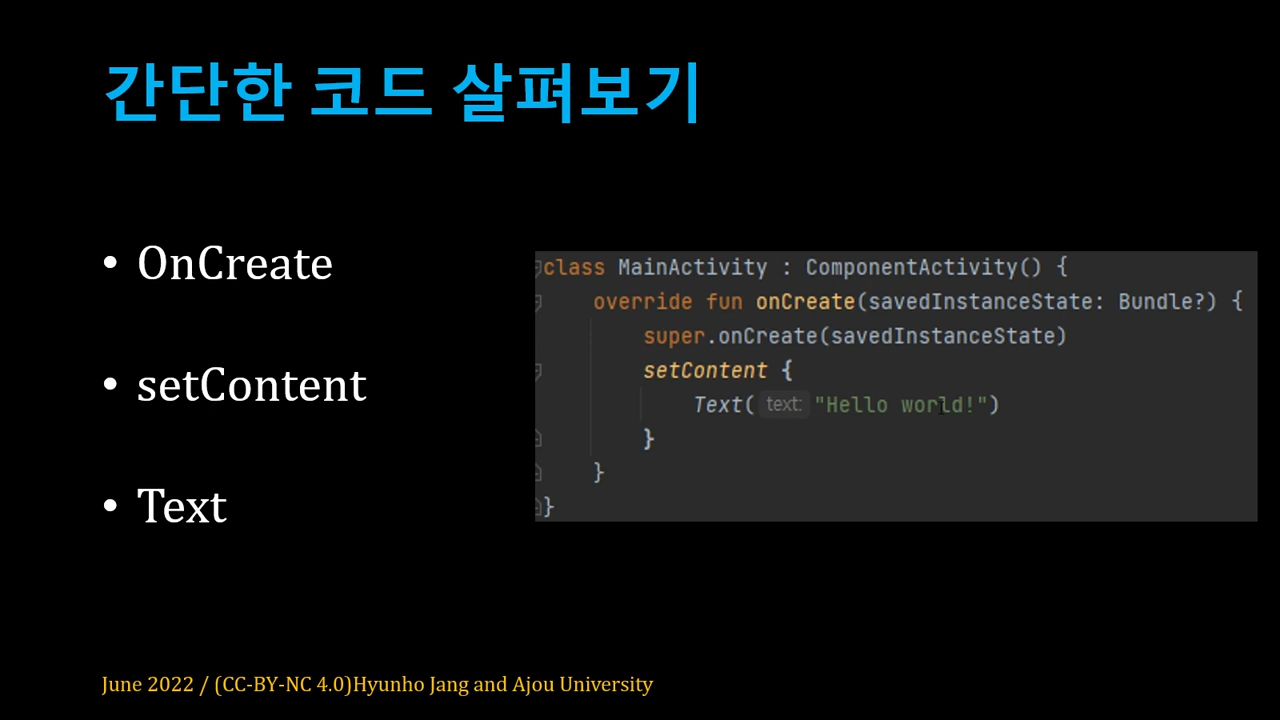 간단한 코드 살펴보기
• OnCreate
• setContent
• Text
class MainActivity : ComponentActivity() {
override fun onCreate(savedInstanceState: Bundle?) {
super.onCreate(savedInstanceState)
setContent {
Text( text: "Hello world!")
}
}
}
June 2022 / (CC-BY-NC 4.0)Hyunho Jang and Ajou University